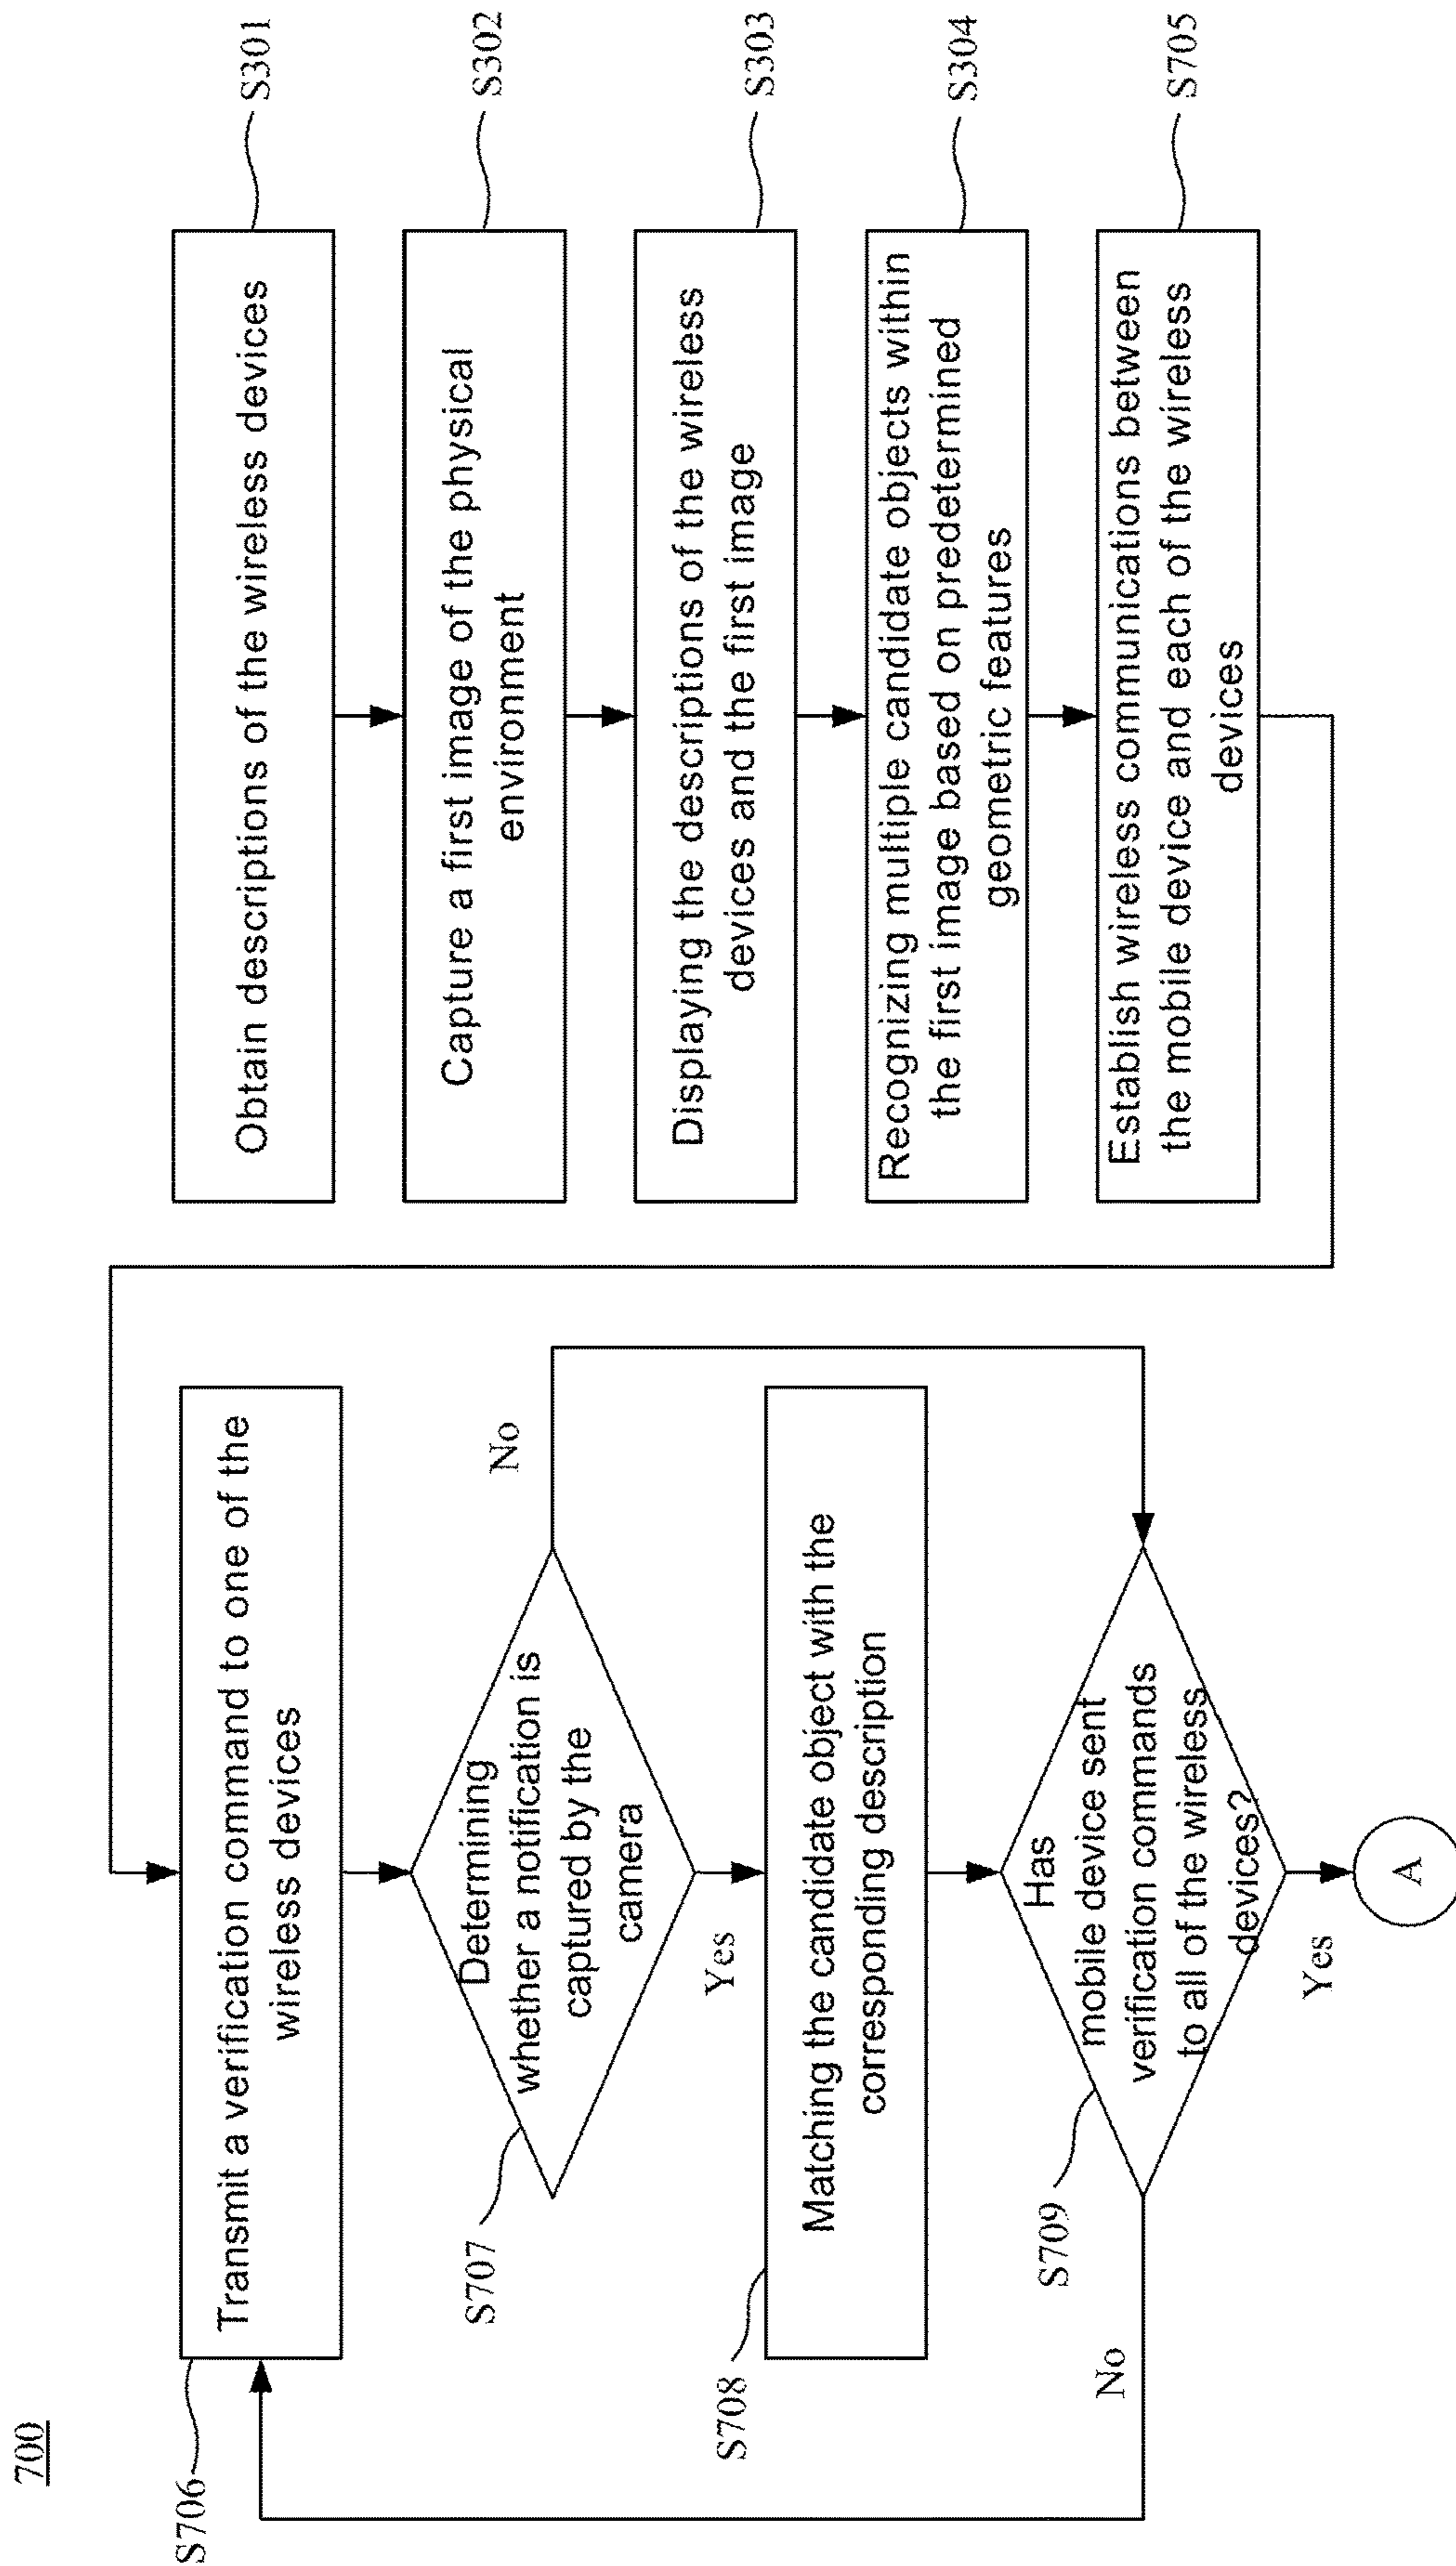 700
Obtain descriptions of the wireless devices
S301
Capture a first image of the physical
environment
S302
Displaying the descriptions of the wireless
devices and the first image
S303
Recognizing multiple candidate objects within
the first image based on predetermined
geometric features
S304
Establish wireless communications between
the mobile device and each of the wireless
devices
S705
S706
Transmit a verification command to one of the
wireless devices
S707
Determining
whether a notification is
captured by the
camera
No
Yes
S708
Matching the candidate object with the
corresponding description
S709
Has
mobile device sent
verification commands
to all of the wireless
devices?
No
Yes
A